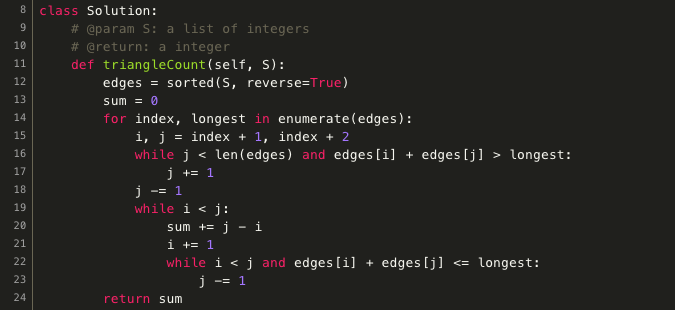 8 class Solution:
9     # @param S: a list of integers
10     # @return: a integer
11     def triangleCount(self, S):
12         edges = sorted(S, reverse=True)
13         sum = 0
14         for index, longest in enumerate(edges):
15             i, j = index + 1, index + 2
16             while j < len(edges) and edges[i] + edges[j] > longest:
17                 j += 1
18             j -= 1
19             while i < j:
20                 sum += j - i
21                 i += 1
22                 while i < j and edges[i] + edges[j] <= longest:
23                     j -= 1
24         return sum